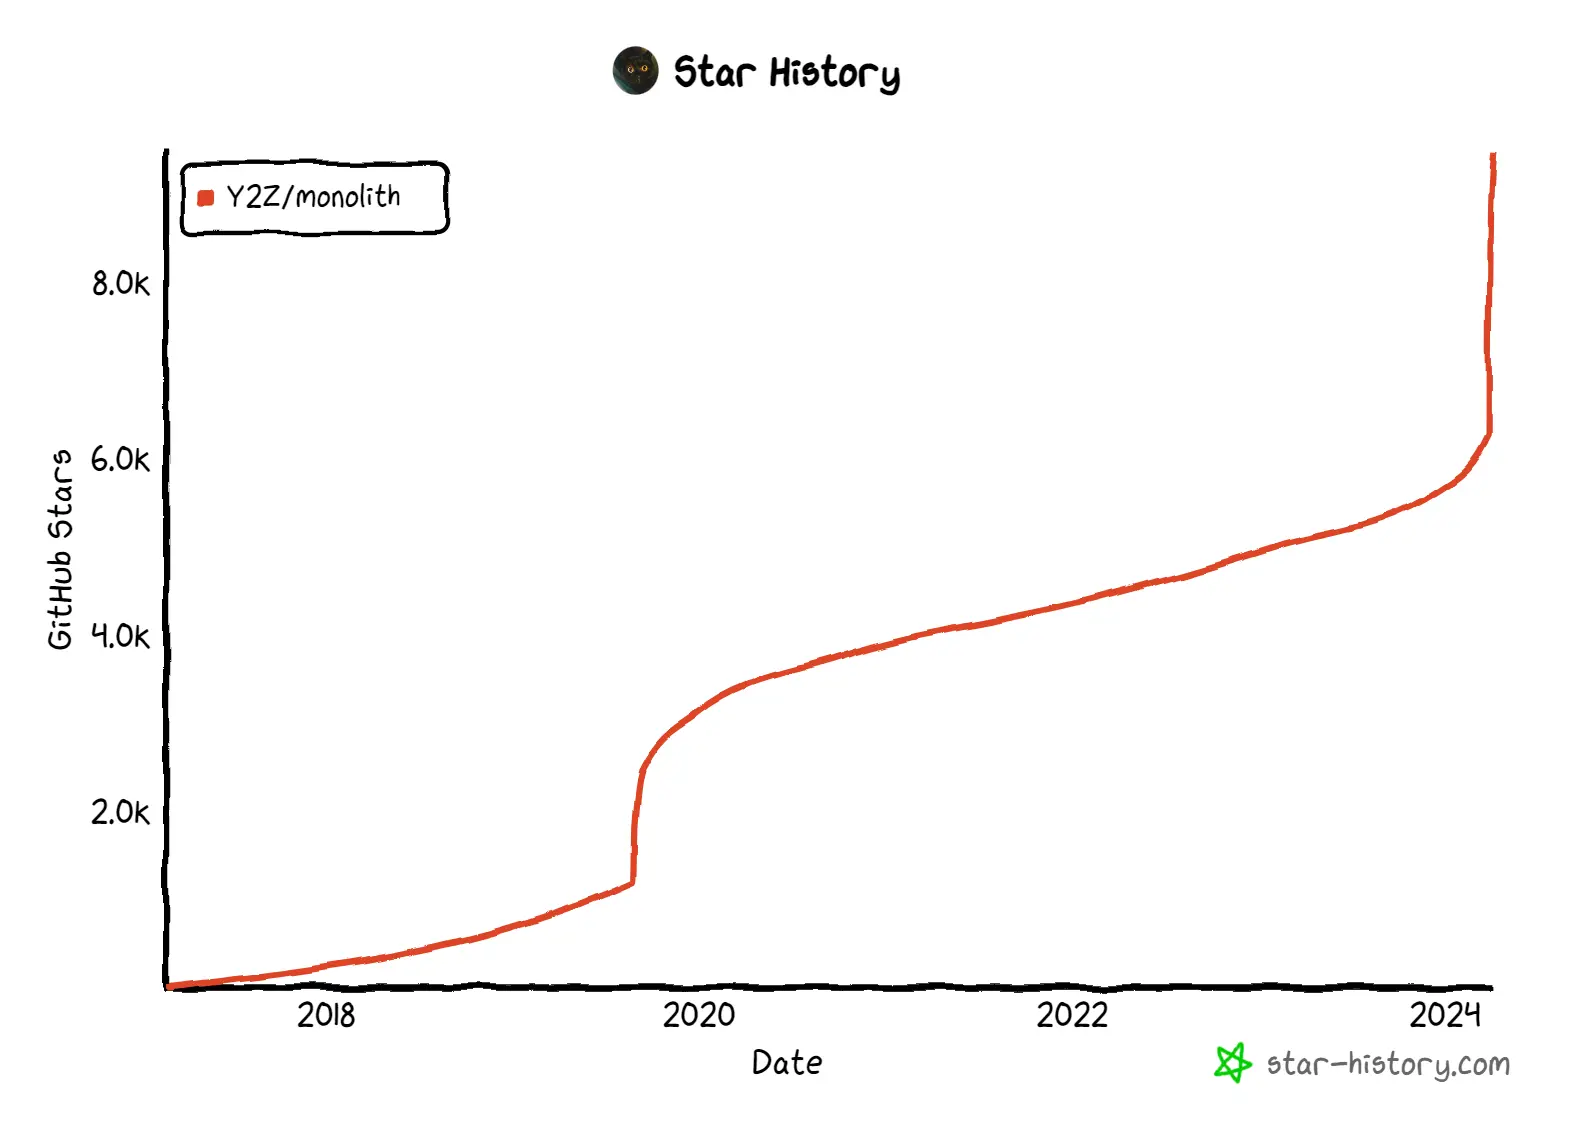 Star History
Y2Z/monolith
8.0k
6.0k
4.0k
2.0k
GitHub Stars
2018
2020
2022
2024
Date
star-history.com